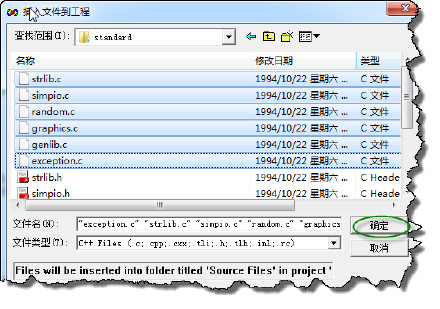 插入文件到工程
查找范围(I): standard
名称 修改日期 类型
strlib.c 1994/10/22 星期六 ... C 文件
simpio.c 1994/10/22 星期六 ... C 文件
random.c 1994/10/22 星期六 ... C 文件
graphics.c 1994/10/22 星期六 ... C 文件
genlib.c 1994/10/22 星期六 ... C 文件
exception.c 1994/10/22 星期六 ... C 文件
strlib.h 1994/10/22 星期六 ... C Heade
simpio.h 1994/10/22 星期六 ... C Heade
文件名(N): "exception.c" "strlib.c" "simpio.c" "random.c" "graphics 确定
文件类型(T): C++ Files (.c;.cpp;.cxx;.tli;.h;.tlh;.inl;.rc) 取消
Files will be inserted into folder titled 'Source Files' in project '